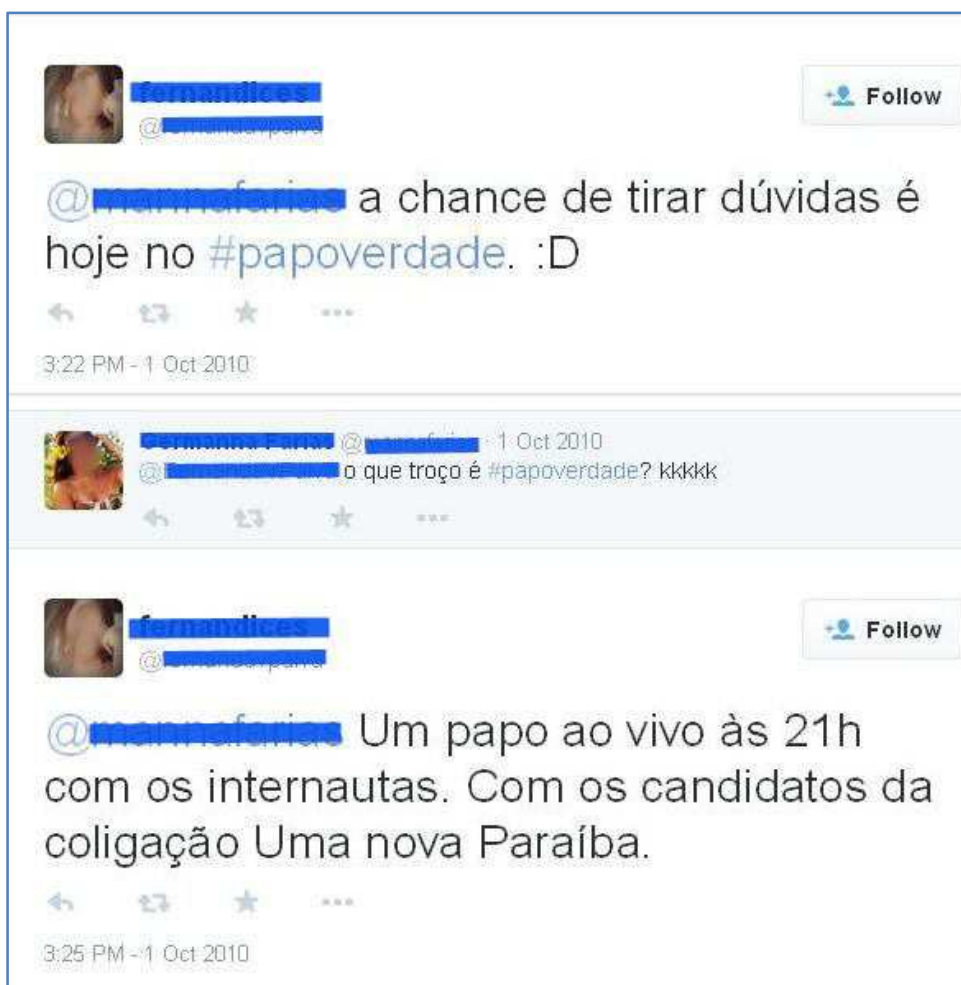 Follow
@ a chance de tirar dúvidas é
hoje no #papoverdade. :D
3:22 PM - 1 Oct 2010
@ · 1 Oct 2010
@ o que troço é #papoverdade? kkkkk
Follow
@ Um papo ao vivo às 21h
com os internautas. Com os candidatos da
coligação Uma nova Paraíba.
3:25 PM - 1 Oct 2010